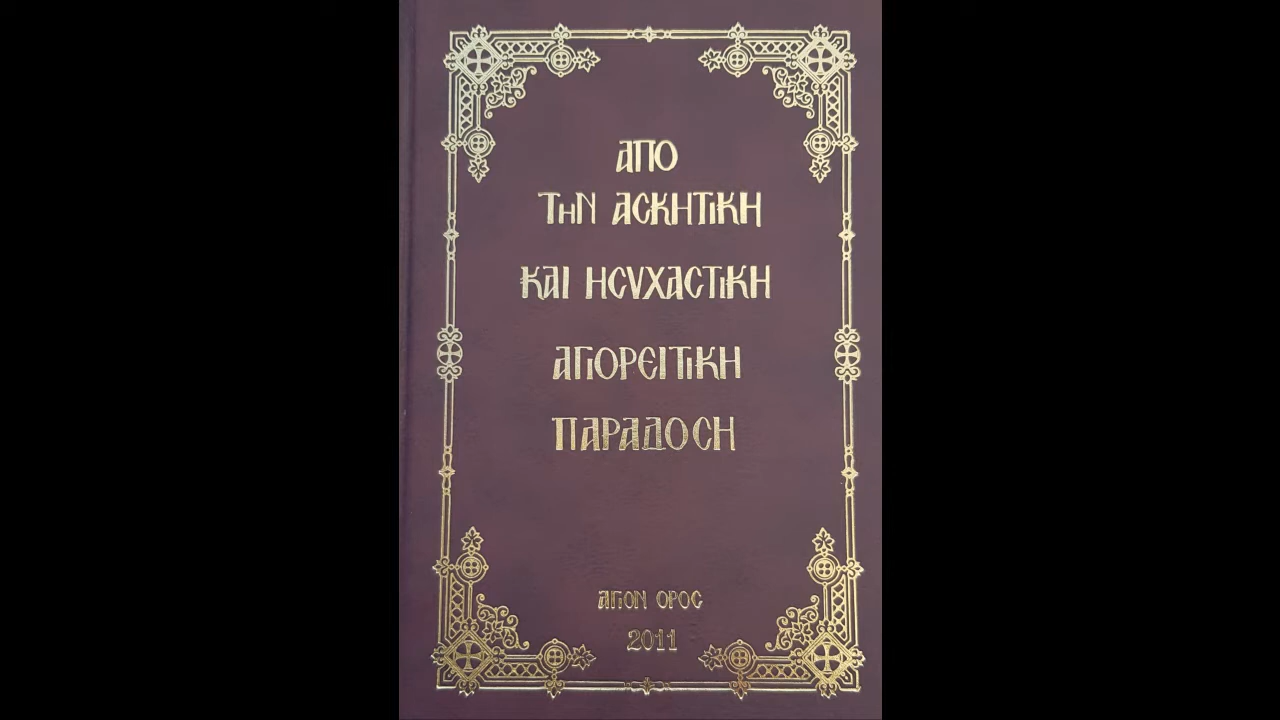 ΑΠΟ
ΤΗΝ ΑΣΚΗΤΙΚΗ
ΚΑΙ ΗΣΥΧΑΣΤΙΚΗ
ΑΓΙΟΡΕΙΤΙΚΗ
ΠΑΡΑΔΟΣΗ
ΑΓΙΟΝ ΟΡΟΣ
2011